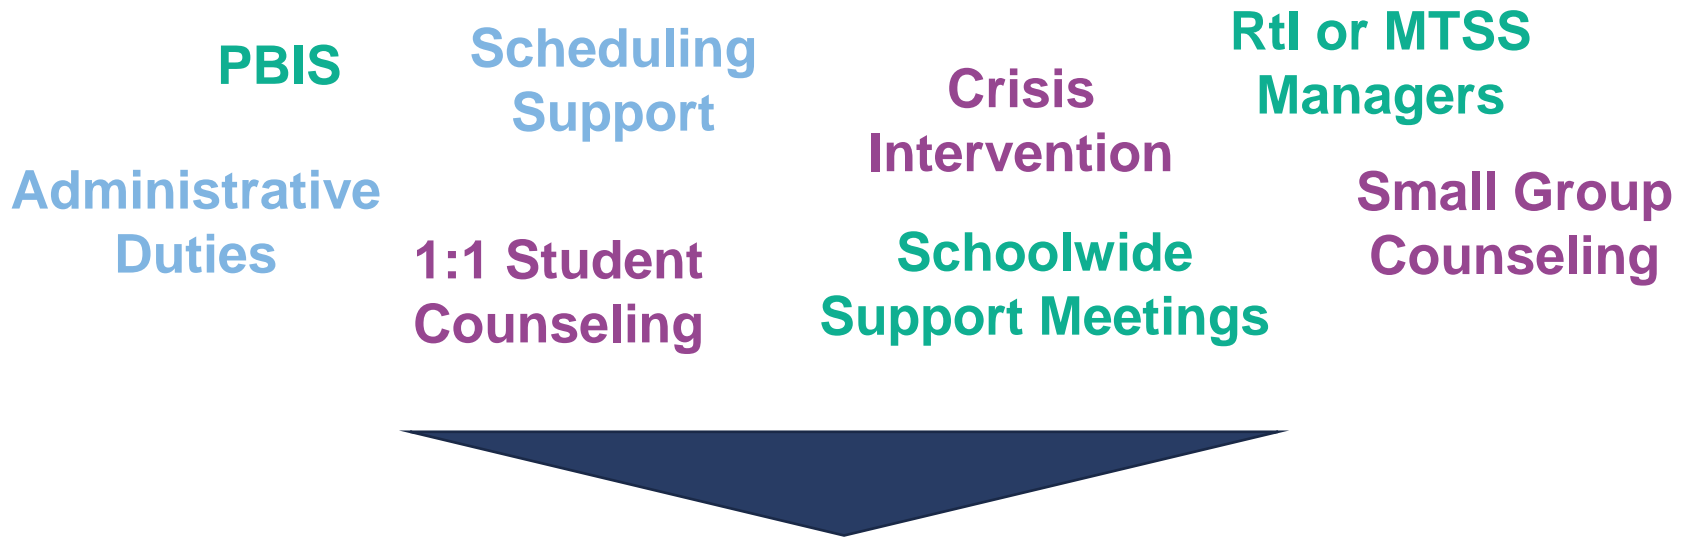 PBIS
Scheduling
Support
Crisis
Intervention
RtI or MTSS
Managers
Administrative
Duties
1:1 Student
Counseling
Schoolwide
Support Meetings
Small Group
Counseling